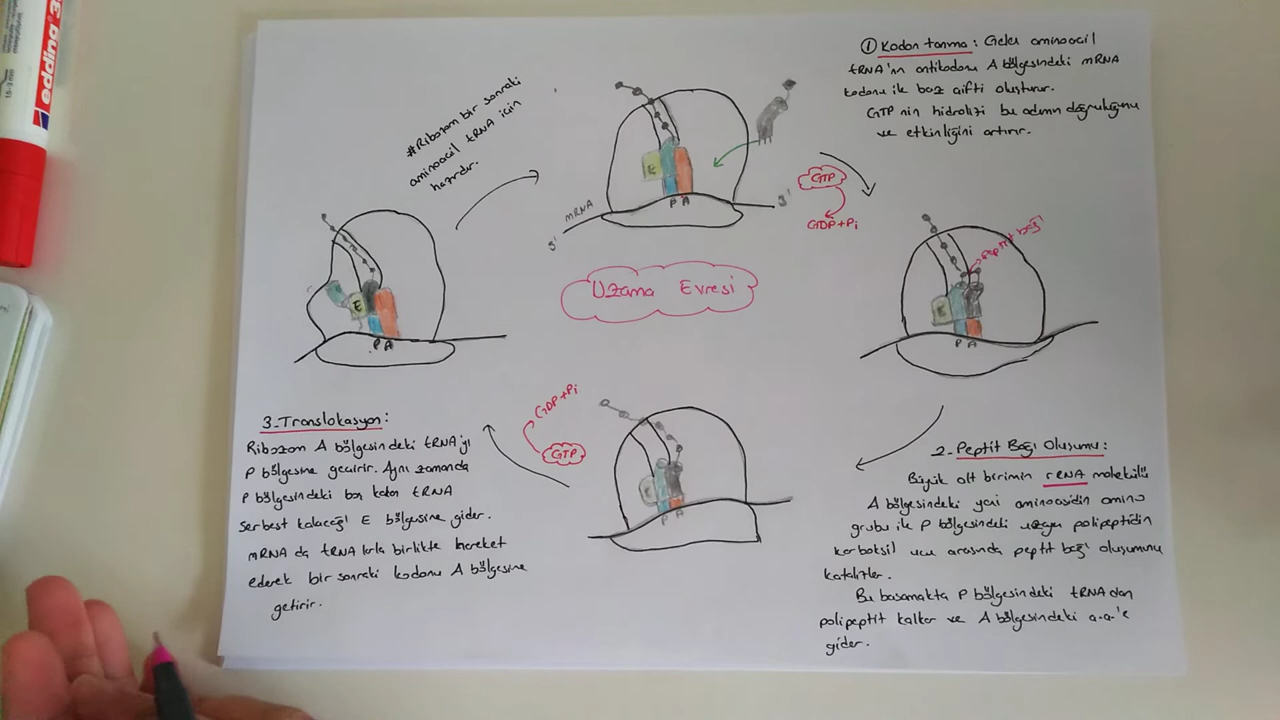 edding 3
15-3 mm
① Kodon tanıma : Gelen aminoacil
tRNA'nın antikodonu A bölgesindeki mRNA
kodonu ile baz çifti oluşturur.
GTP nin hidrolizi bu adımın doğruluğunu
ve etkinliğini artırır.
#Ribozom bir sonraki
aminoacil tRNA için
hazırdır.
E
P A
mRNA
5'
3'
GTP
GDP+Pi
Peptit bağı
E
P A
Uzama Evresi
E
P A
2- Peptit Bağı Oluşumu:
Büyük alt birimin rRNA molekülü
A bölgesindeki yeni aminoasidin amino
grubu ile P bölgesindeki uzayan polipeptidin
karboksil ucu arasında peptit bağı oluşumunu
katalizler.
Bu basamakta P bölgesindeki tRNA'dan
polipeptit kalkar ve A bölgesindeki a.a.'e
gider.
GDP+Pi
GTP
E
P A
3-Translokasyon:
Ribozom A bölgesindeki tRNA'yı
P bölgesine geçirir. Aynı zamanda
P bölgesindeki boş kalan tRNA
serbest kalacağı E bölgesine gider.
mRNA da tRNA'larla birlikte hareket
ederek bir sonraki kodonu A bölgesine
getirir.